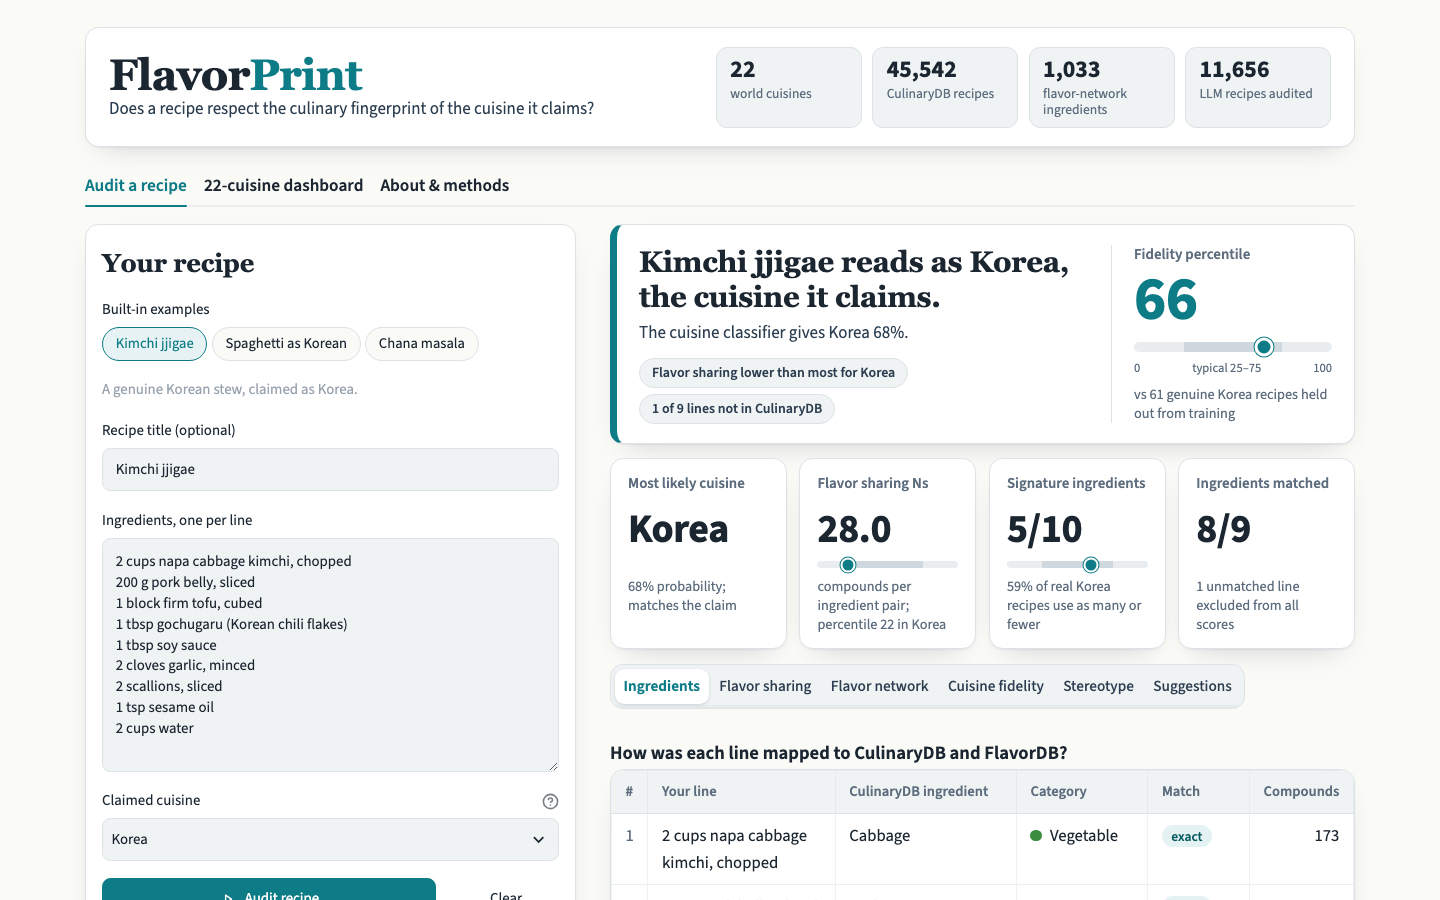 FlavorPrint
Does a recipe respect the culinary fingerprint of the cuisine it claims?
22
world cuisines
45,542
CulinaryDB recipes
1,033
flavor-network
ingredients
11,656
LLM recipes audited
Audit a recipe
22-cuisine dashboard
About & methods
Your recipe
Built-in examples
Kimchi jjigae
Spaghetti as Korean
Chana masala
A genuine Korean stew, claimed as Korea.
Recipe title (optional)
Kimchi jjigae
Ingredients, one per line
2 cups napa cabbage kimchi, chopped
200 g pork belly, sliced
1 block firm tofu, cubed
1 tbsp gochugaru (Korean chili flakes)
1 tbsp soy sauce
2 cloves garlic, minced
2 scallions, sliced
1 tsp sesame oil
2 cups water
Claimed cuisine
?
Korea
Audit recipe
Clear
Kimchi jjigae reads as Korea,
the cuisine it claims.
The cuisine classifier gives Korea 68%.
Flavor sharing lower than most for Korea
1 of 9 lines not in CulinaryDB
Fidelity percentile
66
0
typical 25–75
100
vs 61 genuine Korea recipes held
out from training
Most likely cuisine
Korea
68% probability;
matches the claim
Flavor sharing Ns
28.0
compounds per
ingredient pair;
percentile 22 in Korea
Signature ingredients
5/10
59% of real Korea
recipes use as many or
fewer
Ingredients matched
8/9
1 unmatched line
excluded from all
scores
Ingredients
Flavor sharing
Flavor network
Cuisine fidelity
Stereotype
Suggestions
How was each line mapped to CulinaryDB and FlavorDB?
#
Your line
CulinaryDB ingredient
Category
Match
Compounds
1
2 cups napa cabbage
kimchi, chopped
Cabbage
Vegetable
exact
173